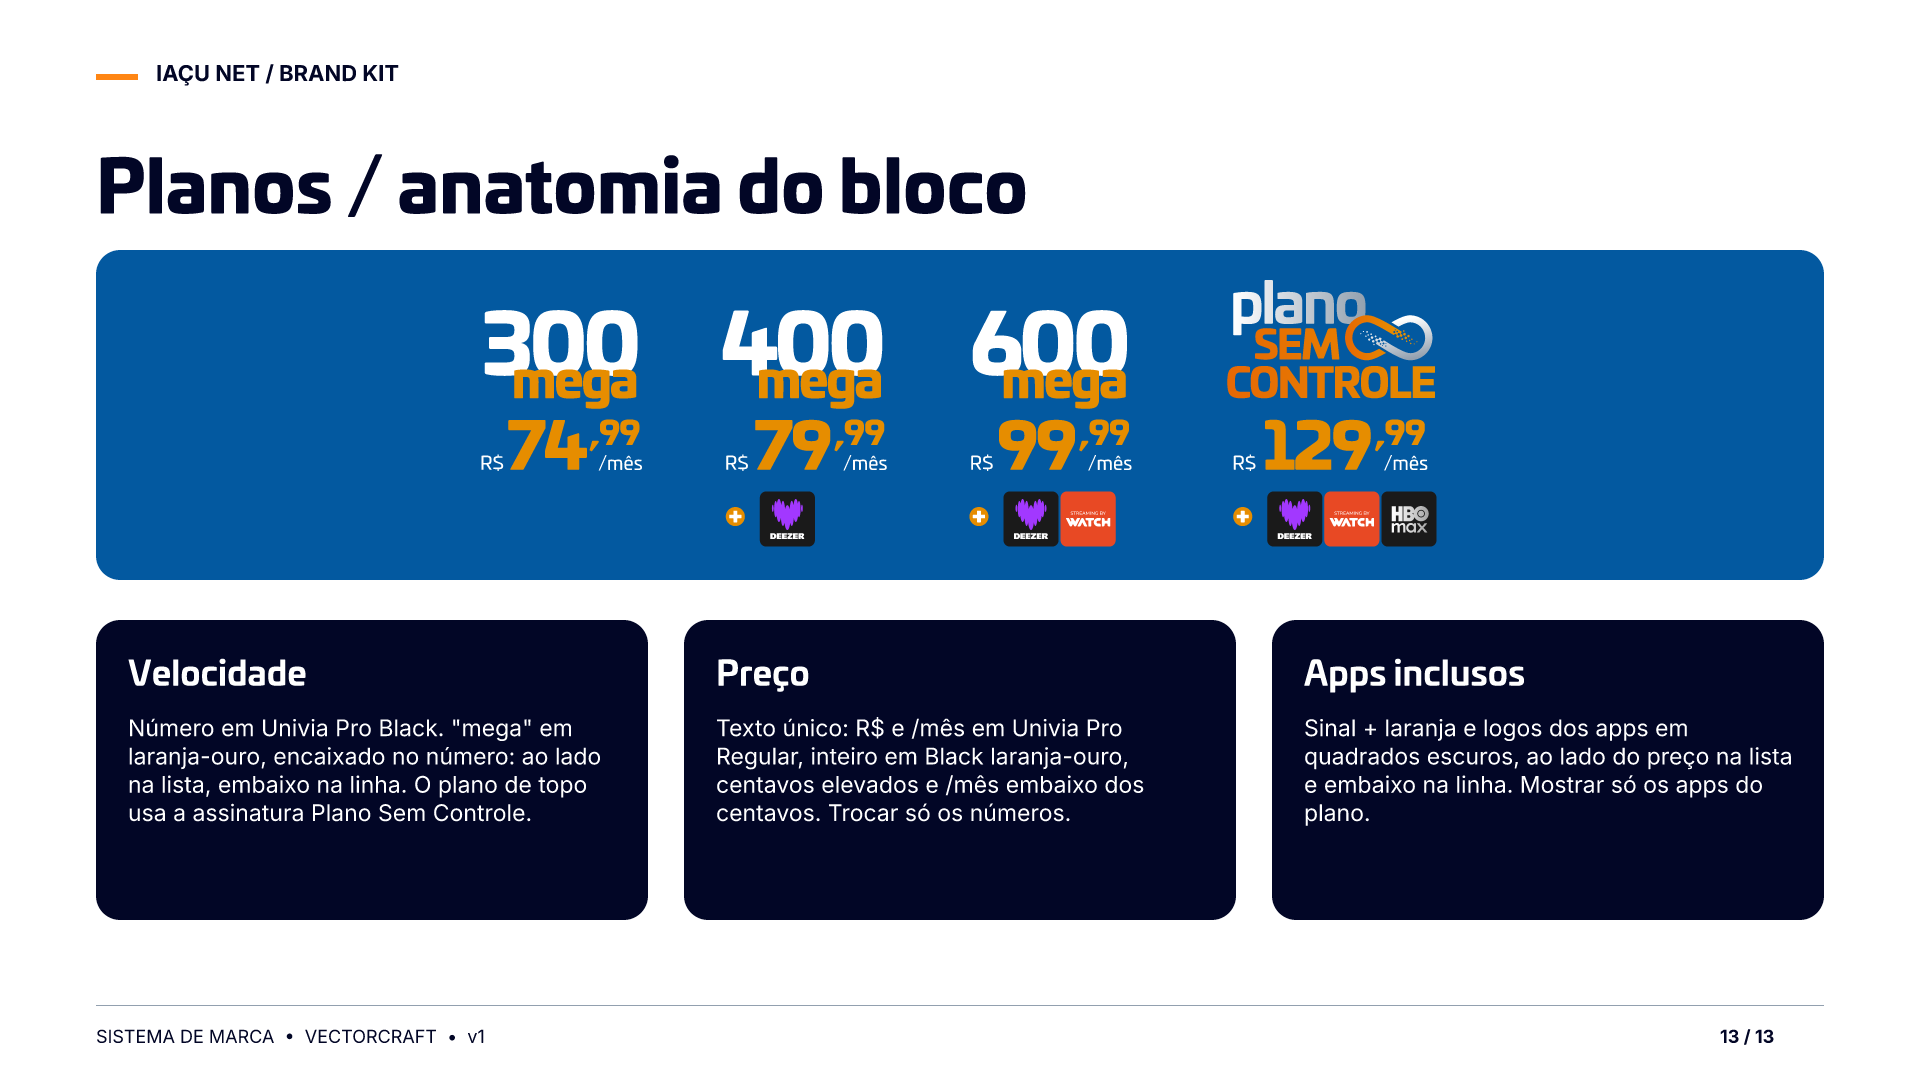 IAÇU NET / BRAND KIT
Planos / anatomia do bloco
300
mega
R$ 74,99
/mês
400
mega
R$ 79,99
/mês
DEEZER
600
mega
R$ 99,99
/mês
DEEZER
STREAMING BY
WATCH
plano
SEM
CONTROLE
R$ 129,99
/mês
DEEZER
STREAMING BY
WATCH
HBO
max
Velocidade
Número em Univia Pro Black. "mega" em
laranja-ouro, encaixado no número: ao lado
na lista, embaixo na linha. O plano de topo
usa a assinatura Plano Sem Controle.
Preço
Texto único: R$ e /mês em Univia Pro
Regular, inteiro em Black laranja-ouro,
centavos elevados e /mês embaixo dos
centavos. Trocar só os números.
Apps inclusos
Sinal + laranja e logos dos apps em
quadrados escuros, ao lado do preço na lista
e embaixo na linha. Mostrar só os apps do
plano.
SISTEMA DE MARCA • VECTORCRAFT • v1
13 / 13